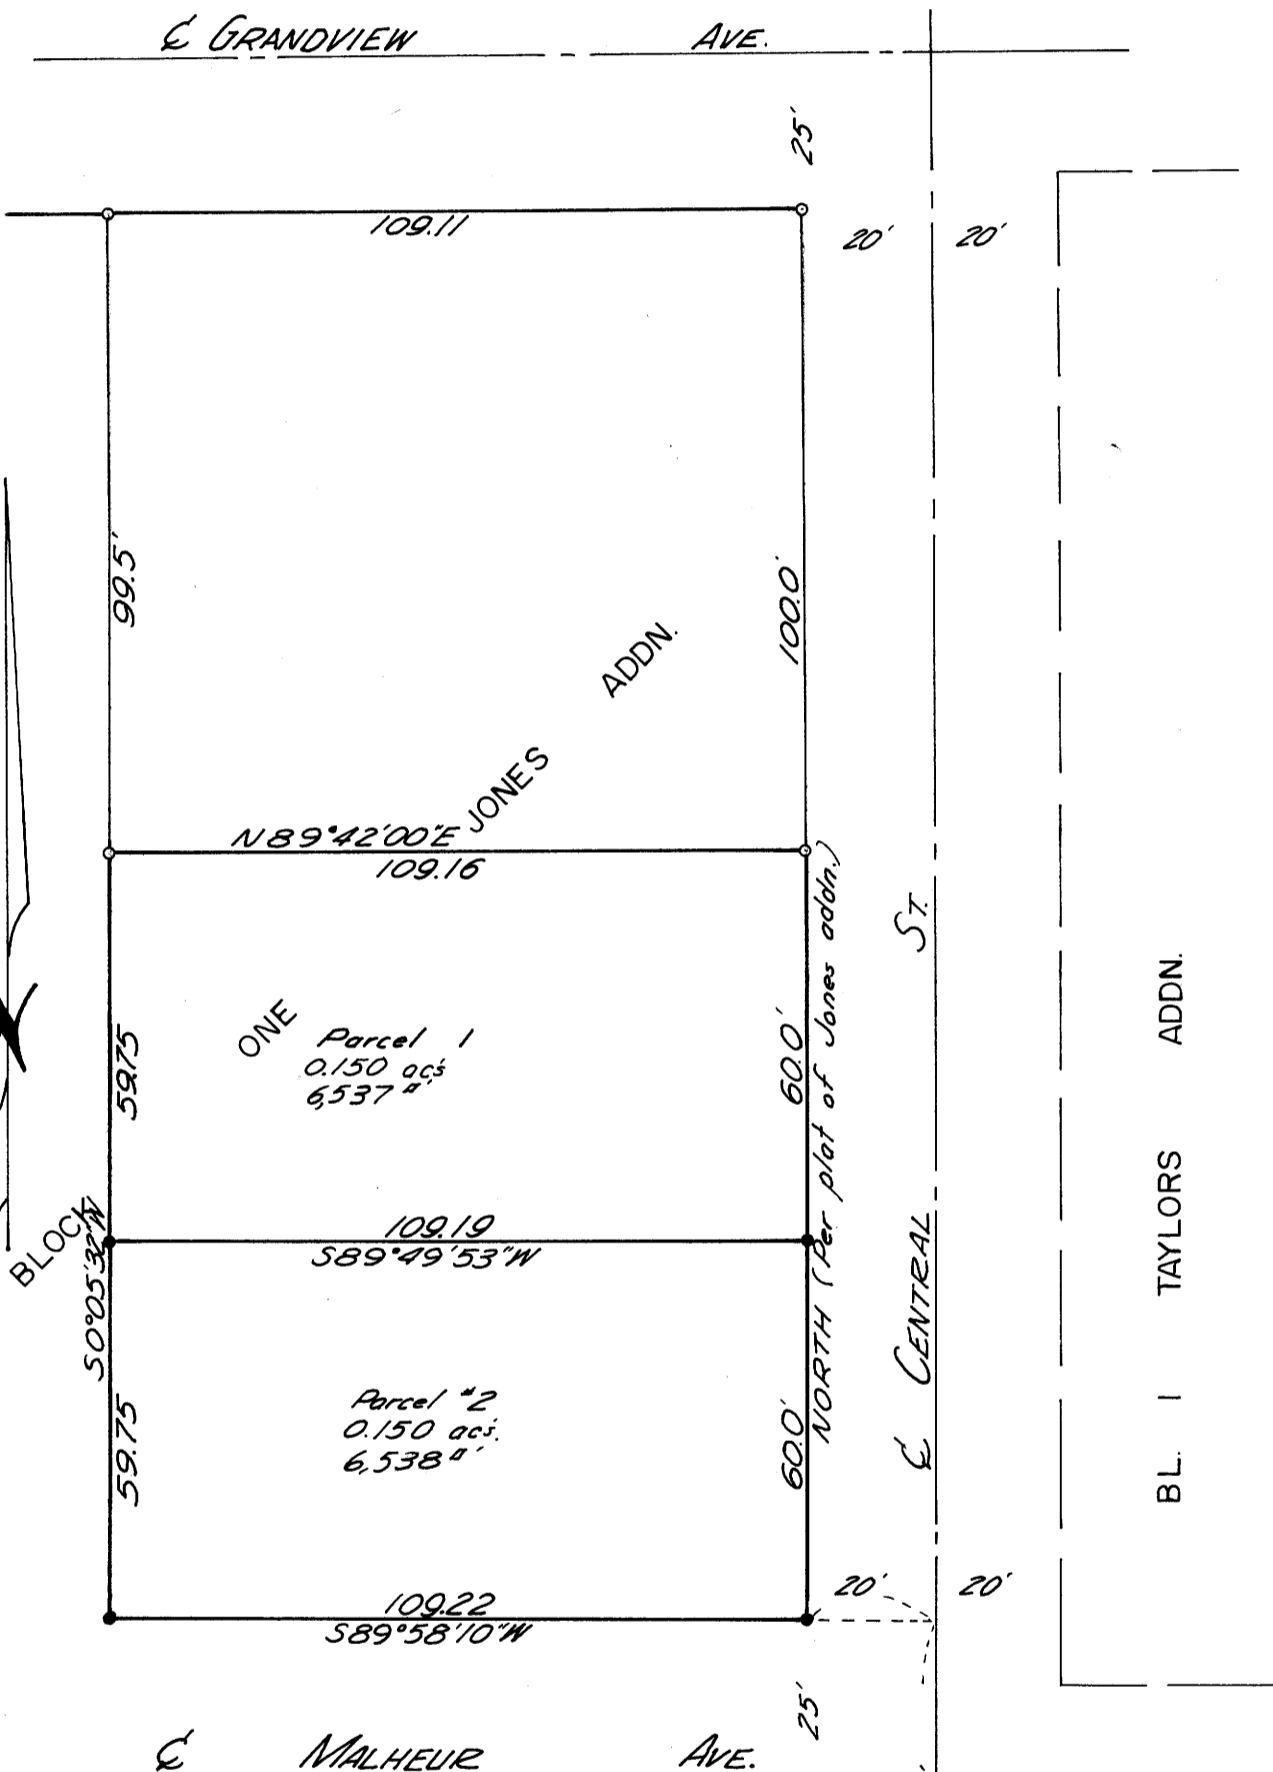 ℄ GRANDVIEW AVE.
25'
109.11
20' 20'
99.5'
100.0'
ADDN.
JONES
N89°42'00"E
109.16
ONE
Parcel 1
0.150 ac's
6,537 □'
59.75
60.0'
NORTH (Per plat of Jones addn.)
ST.
℄ CENTRAL
BL. 1 TAYLORS ADDN.
BLOCK
S0°05'32"W
109.19
S89°49'53"W
Parcel #2
0.150 ac's.
6,538 □'
59.75
60.0'
20' 20'
109.22
S89°58'10"W
25'
℄ MALHEUR AVE.